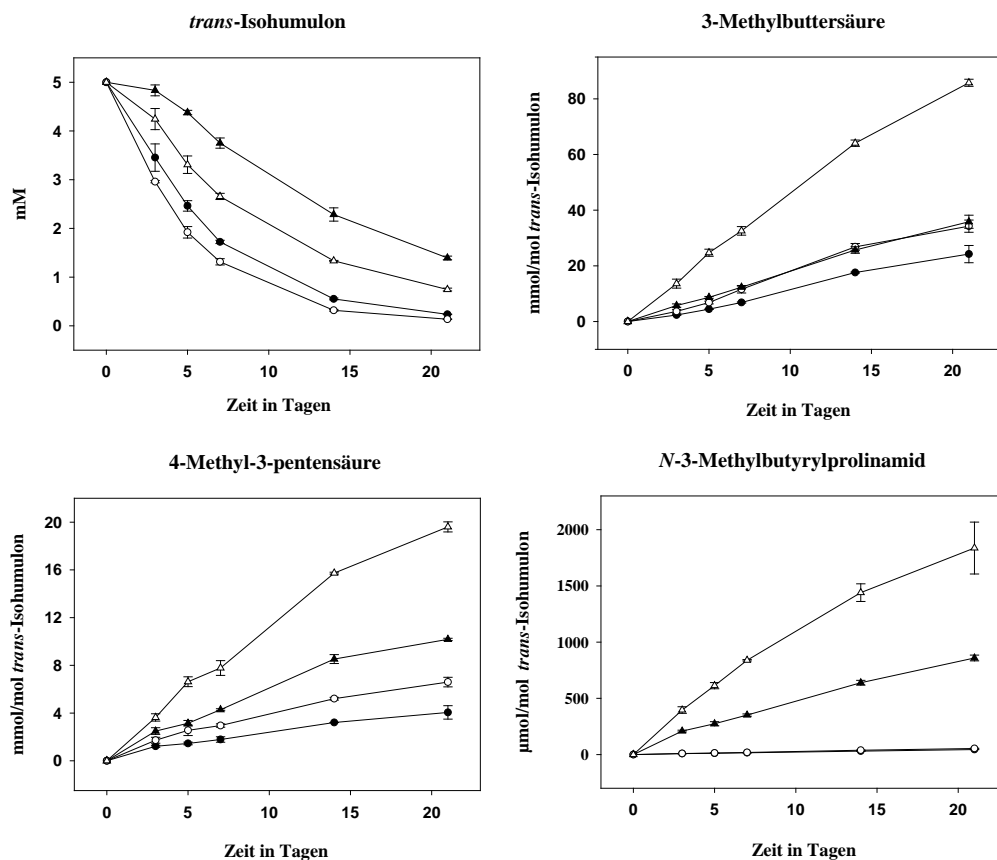 trans-Isohumulon
5
4
3
2
1
0
mM
0 5 10 15 20
Zeit in Tagen
3-Methylbuttersäure
80
60
40
20
0
mmol/mol trans-Isohumulon
0 5 10 15 20
Zeit in Tagen
4-Methyl-3-pentensäure
20
16
12
8
4
0
mmol/mol trans-Isohumulon
0 5 10 15 20
Zeit in Tagen
N-3-Methylbutyrylprolinamid
2000
1500
1000
500
0
µmol/mol trans-Isohumulon
0 5 10 15 20
Zeit in Tagen